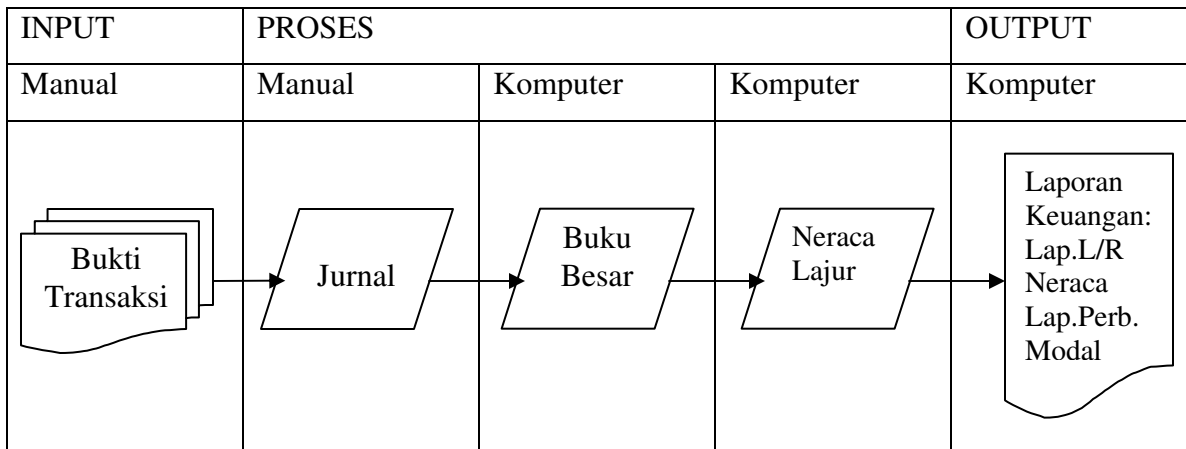 INPUT
PROSES
OUTPUT
Manual
Manual
Komputer
Komputer
Komputer
Bukti
Transaksi
Jurnal
Buku
Besar
Neraca
Lajur
Laporan
Keuangan:
Lap.L/R
Neraca
Lap.Perb.
Modal